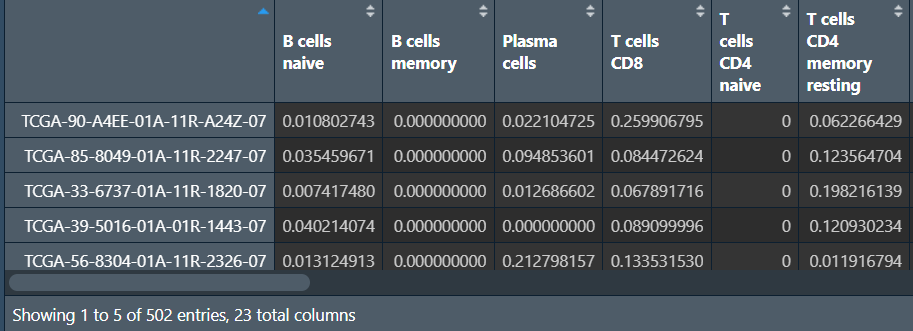 B cells naive B cells memory Plasma cells T cells CD8 T cells CD4 naive T cells CD4 memory resting
TCGA-90-A4EE-01A-11R-A24Z-07 0.010802743 0.000000000 0.022104725 0.259906795 0 0.062266429
TCGA-85-8049-01A-11R-2247-07 0.035459671 0.000000000 0.094853601 0.084472624 0 0.123564704
TCGA-33-6737-01A-11R-1820-07 0.007417480 0.000000000 0.012686602 0.067891716 0 0.198216139
TCGA-39-5016-01A-01R-1443-07 0.040214074 0.000000000 0.000000000 0.089099996 0 0.120930234
TCGA-56-8304-01A-11R-2326-07 0.013124913 0.000000000 0.212798157 0.133531530 0 0.011916794
Showing 1 to 5 of 502 entries, 23 total columns